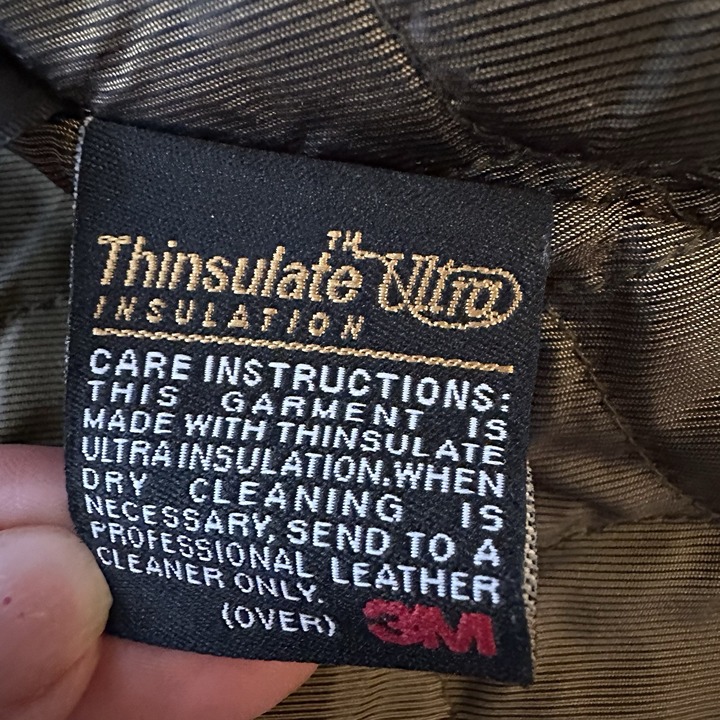 Thinsulate™ Ultra
INSULATION
CARE INSTRUCTIONS:
THIS GARMENT IS
MADE WITH THINSULATE
ULTRA INSULATION. WHEN
DRY CLEANING IS
NECESSARY, SEND TO A
PROFESSIONAL LEATHER
CLEANER ONLY.
(OVER) 3M